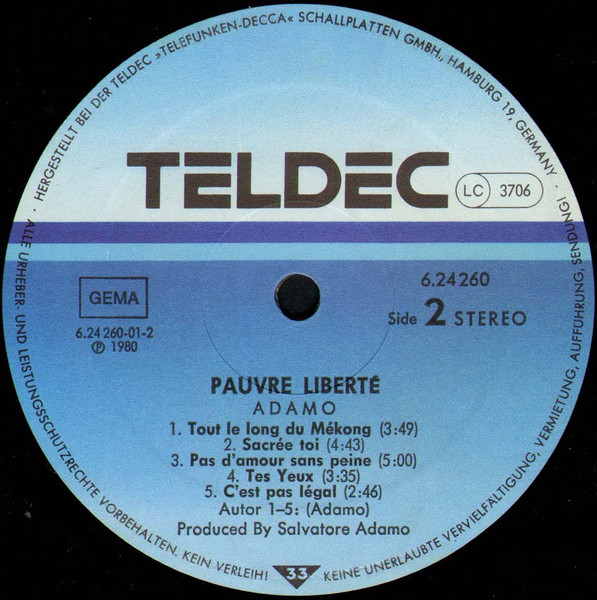 HERGESTELLT BEI DER TELDEC »TELEFUNKEN-DECCA« SCHALLPLATTEN GMBH, HAMBURG 19, GERMANY ·
TELDEC
LC 3706
GEMA
6.24260
6.24 260-01-2
Side 2 STEREO
Ⓟ 1980
PAUVRE LIBERTÉ
ADAMO
1. Tout le long du Mékong (3:49)
2. Sacrée toi (4:43)
3. Pas d'amour sans peine (5:00)
4. Tes Yeux (3:35)
5. C'est pas légal (2:46)
Autor 1–5: (Adamo)
Produced By Salvatore Adamo
33
· ALLE URHEBER- UND LEISTUNGSSCHUTZRECHTE VORBEHALTEN. KEIN VERLEIH! KEINE UNERLAUBTE VERVIELFÄLTIGUNG, VERMIETUNG, AUFFÜHRUNG, SENDUNG!